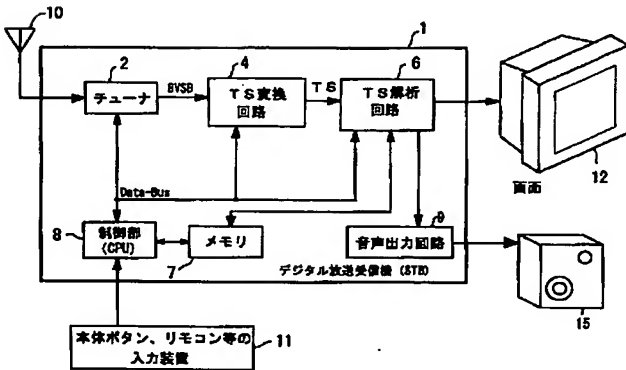 10
1
2
4
6
チューナ
8VSB
TS変換
回路
TS
TS解析
回路
12
画面
Data-Bus
8
制御部
(CPU)
メモリ
7
9
音声出力回路
デジタル放送受信機 (STB)
15
本体ボタン、リモコン等の
入力装置
11